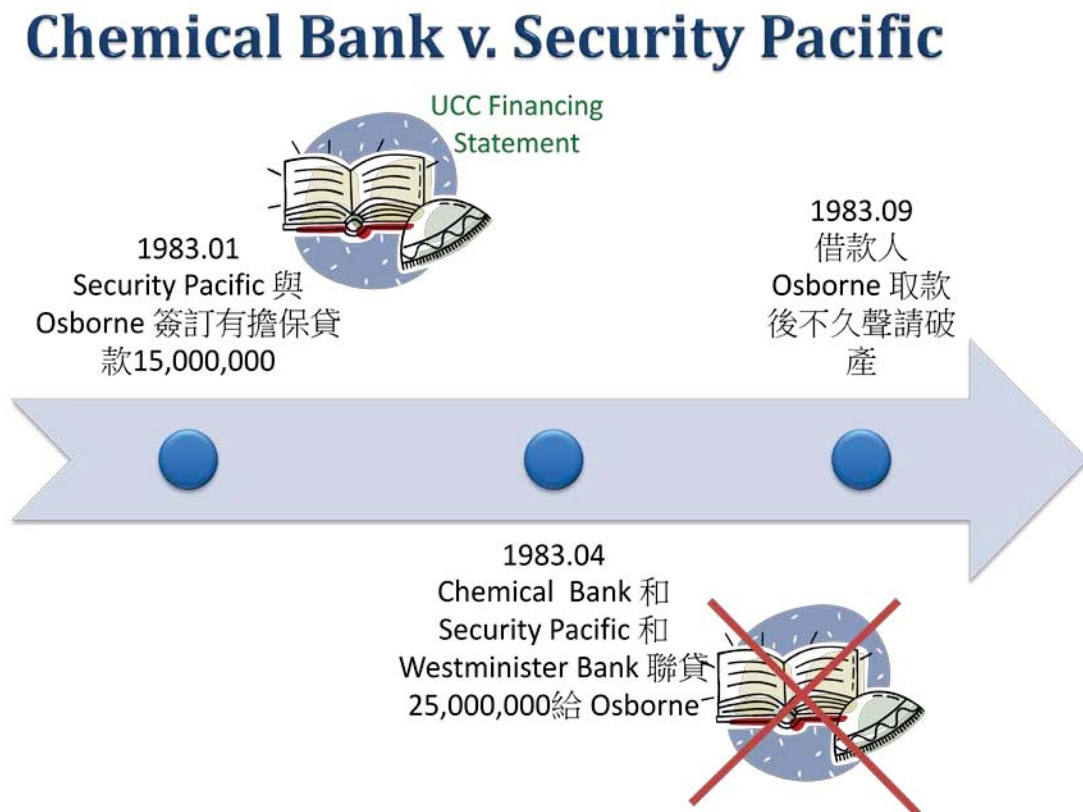 Chemical Bank v. Security Pacific
UCC Financing
Statement
1983.01
Security Pacific 與
Osborne 簽訂有擔保貸
款15,000,000
1983.09
借款人
Osborne 取款
後不久聲請破
產
1983.04
Chemical Bank 和
Security Pacific 和
Westminister Bank 聯貸
25,000,000給 Osborne